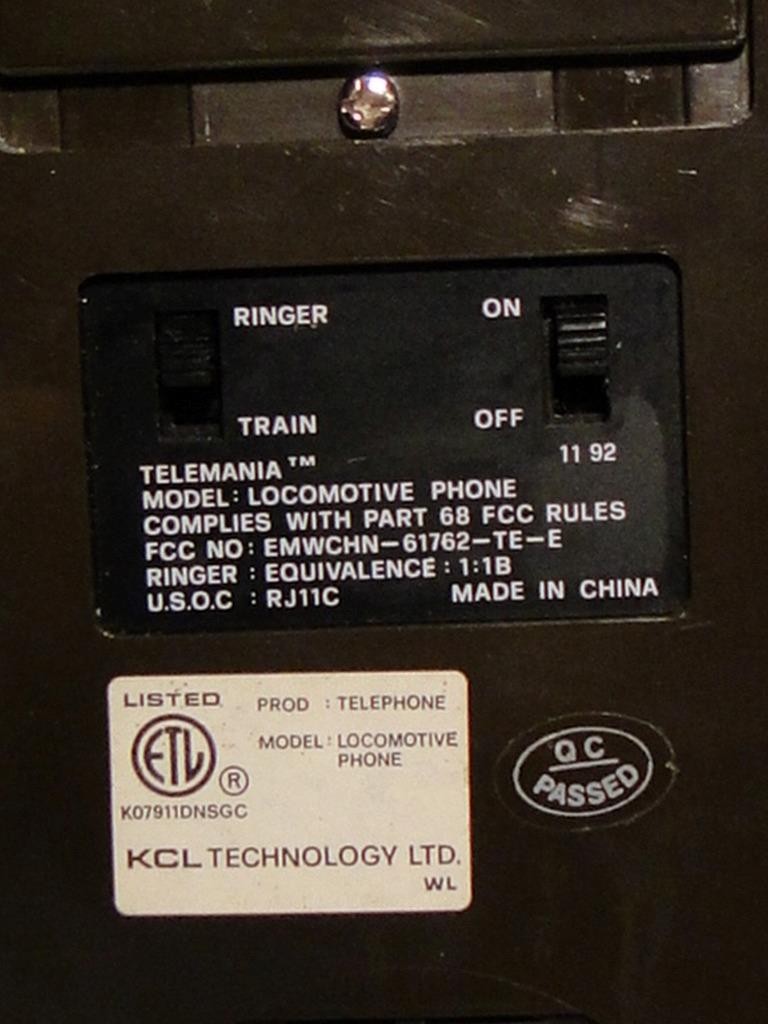 RINGER ON
TRAIN OFF
11 92
TELEMANIA™
MODEL: LOCOMOTIVE PHONE
COMPLIES WITH PART 68 FCC RULES
FCC NO: EMWCHN-61762-TE-E
RINGER : EQUIVALENCE : 1:1B
U.S.O.C : RJ11C MADE IN CHINA
LISTED PROD : TELEPHONE
ETL ® MODEL: LOCOMOTIVE
PHONE
K07911DNSGC
KCL TECHNOLOGY LTD.
WL
QC
PASSED